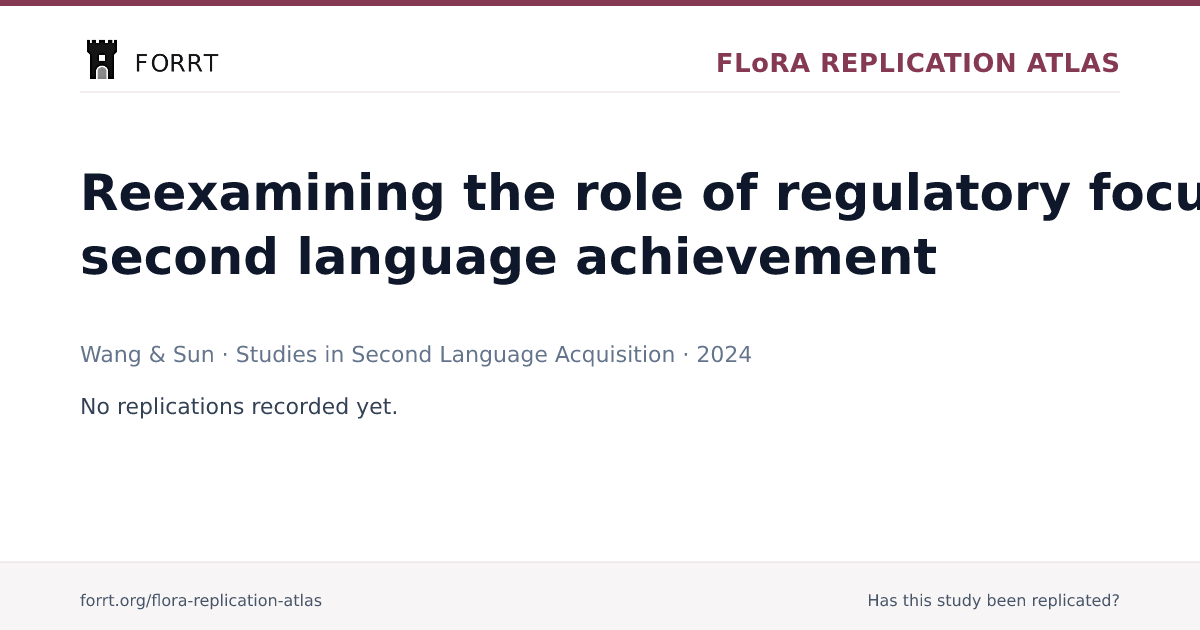 FORRT
FLoRA REPLICATION ATLAS
Reexamining the role of regulatory
second language achievement
Wang & Sun · Studies in Second Language Acquisition · 2024
No replications recorded yet.
forrt.org/flora-replication-atlas
Has this study been replicated?